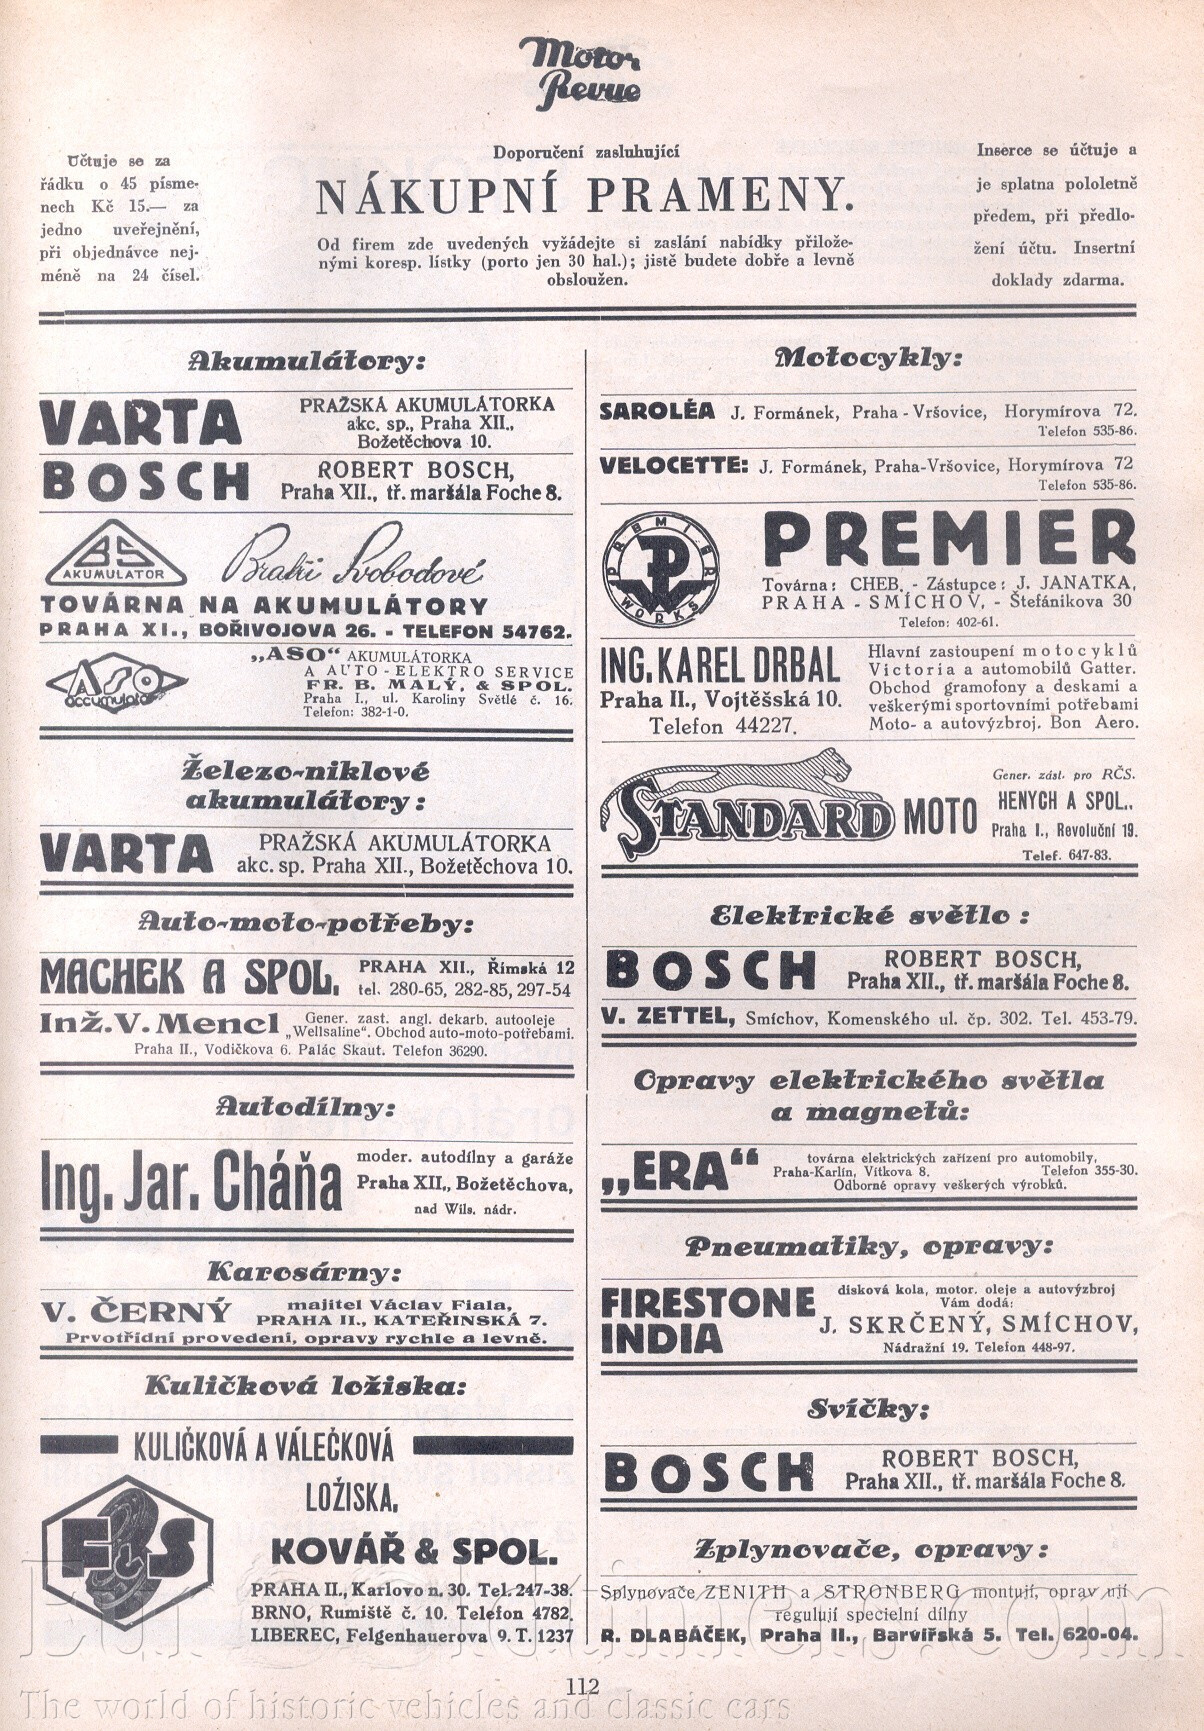 Motor
Revue
Účtuje se za
řádku o 45 písme-
nech Kč 15.— za
jedno uveřejnění,
při objednávce nej-
méně na 24 čísel.
Doporučení zasluhující
NÁKUPNÍ PRAMENY.
Od firem zde uvedených vyžádejte si zaslání nabídky přilože-
nými koresp. lístky (porto jen 30 hal.); jistě budete dobře a levně
obsloužen.
Inserce se účtuje a
je splatna pololetně
předem, při předlo-
žení účtu. Insertní
doklady zdarma.
Akumulátory:
VARTA
PRAŽSKÁ AKUMULÁTORKA
akc. sp., Praha XII.,
Božetěchova 10.
BOSCH
ROBERT BOSCH,
Praha XII., tř. maršála Foche 8.
BS
AKUMULATOR
Bratři Svobodové
TOVÁRNA NA AKUMULÁTORY
PRAHA XI., BOŘIVOJOVA 26. - TELEFON 54762.
ASO
accumulator
„ASO“ AKUMULÁTORKA
A AUTO-ELEKTRO SERVICE
FR. B. MALÝ, & SPOL.
Praha I., ul. Karoliny Světlé č. 16.
Telefon: 382-1-0.
Železo-niklové
akumulátory:
VARTA
PRAŽSKÁ AKUMULÁTORKA
akc. sp. Praha XII., Božetěchova 10.
Auto-moto-potřeby:
MACHEK A SPOL.
PRAHA XII., Římská 12
tel. 280-65, 282-85, 297-54
Inž. V. Mencl
Gener. zast. angl. dekarb. autooleje
„Wellsaline“. Obchod auto-moto-potřebami.
Praha II., Vodičkova 6. Palác Skaut. Telefon 36290.
Autodílny:
Ing. Jar. Cháňa
moder. autodílny a garáže
Praha XII., Božetěchova,
nad Wils. nádr.
Karosárny:
V. ČERNÝ
majitel Václav Fiala,
PRAHA II., KATEŘINSKÁ 7.
Prvotřídní provedení, opravy rychle a levně.
Kuličková ložiska:
KULIČKOVÁ A VÁLEČKOVÁ
LOŽISKA,
F&S
KOVÁŘ & SPOL.
PRAHA II., Karlovo n. 30. Tel. 247-38.
BRNO, Rumiště č. 10. Telefon 4782.
LIBEREC, Felgenhauerova 9. T. 1237
Motocykly:
SAROLÉA J. Formánek, Praha-Vršovice, Horymírova 72.
Telefon 535-86.
VELOCETTE: J. Formánek, Praha-Vršovice, Horymírova 72
Telefon 535-86.
PREMIER
WORKS
PW
PREMIER
Továrna: CHEB, - Zástupce: J. JANATKA,
PRAHA - SMÍCHOV, - Štefánikova 30
Telefon: 402-61.
ING. KAREL DRBAL
Praha II., Vojtěšská 10.
Telefon 44227.
Hlavní zastoupení motocyklů
Victoria a automobilů Gatter.
Obchod gramofony a deskami a
veškerými sportovními potřebami
Moto- a autovýzbroj. Bon Aero.
STANDARD MOTO
Gener. zást. pro RČS.
HENYCH A SPOL.,
Praha I., Revoluční 19.
Telef. 647-83.
Elektrické světlo:
BOSCH
ROBERT BOSCH,
Praha XII., tř. maršála Foche 8.
V. ZETTEL, Smíchov, Komenského ul. čp. 302. Tel. 453-79.
Opravy elektrického světla
a magnetů:
„ERA“
továrna elektrických zařízení pro automobily,
Praha-Karlín, Vítkova 8. Telefon 355-30.
Odborné opravy veškerých výrobků.
Pneumatiky, opravy:
FIRESTONE
INDIA
disková kola, motor. oleje a autovýzbroj
Vám dodá:
J. SKRČENÝ, SMÍCHOV,
Nádražní 19. Telefon 448-97.
Svíčky:
BOSCH
ROBERT BOSCH,
Praha XII., tř. maršála Foche 8.
Zplynovače, opravy:
Splynovače ZENITH a STRONBERG montují, opravují
regulují specielní dílny
R. DLABÁČEK, Praha II., Barvířská 5. Tel. 620-04.
112
The world of historic vehicles and classic cars